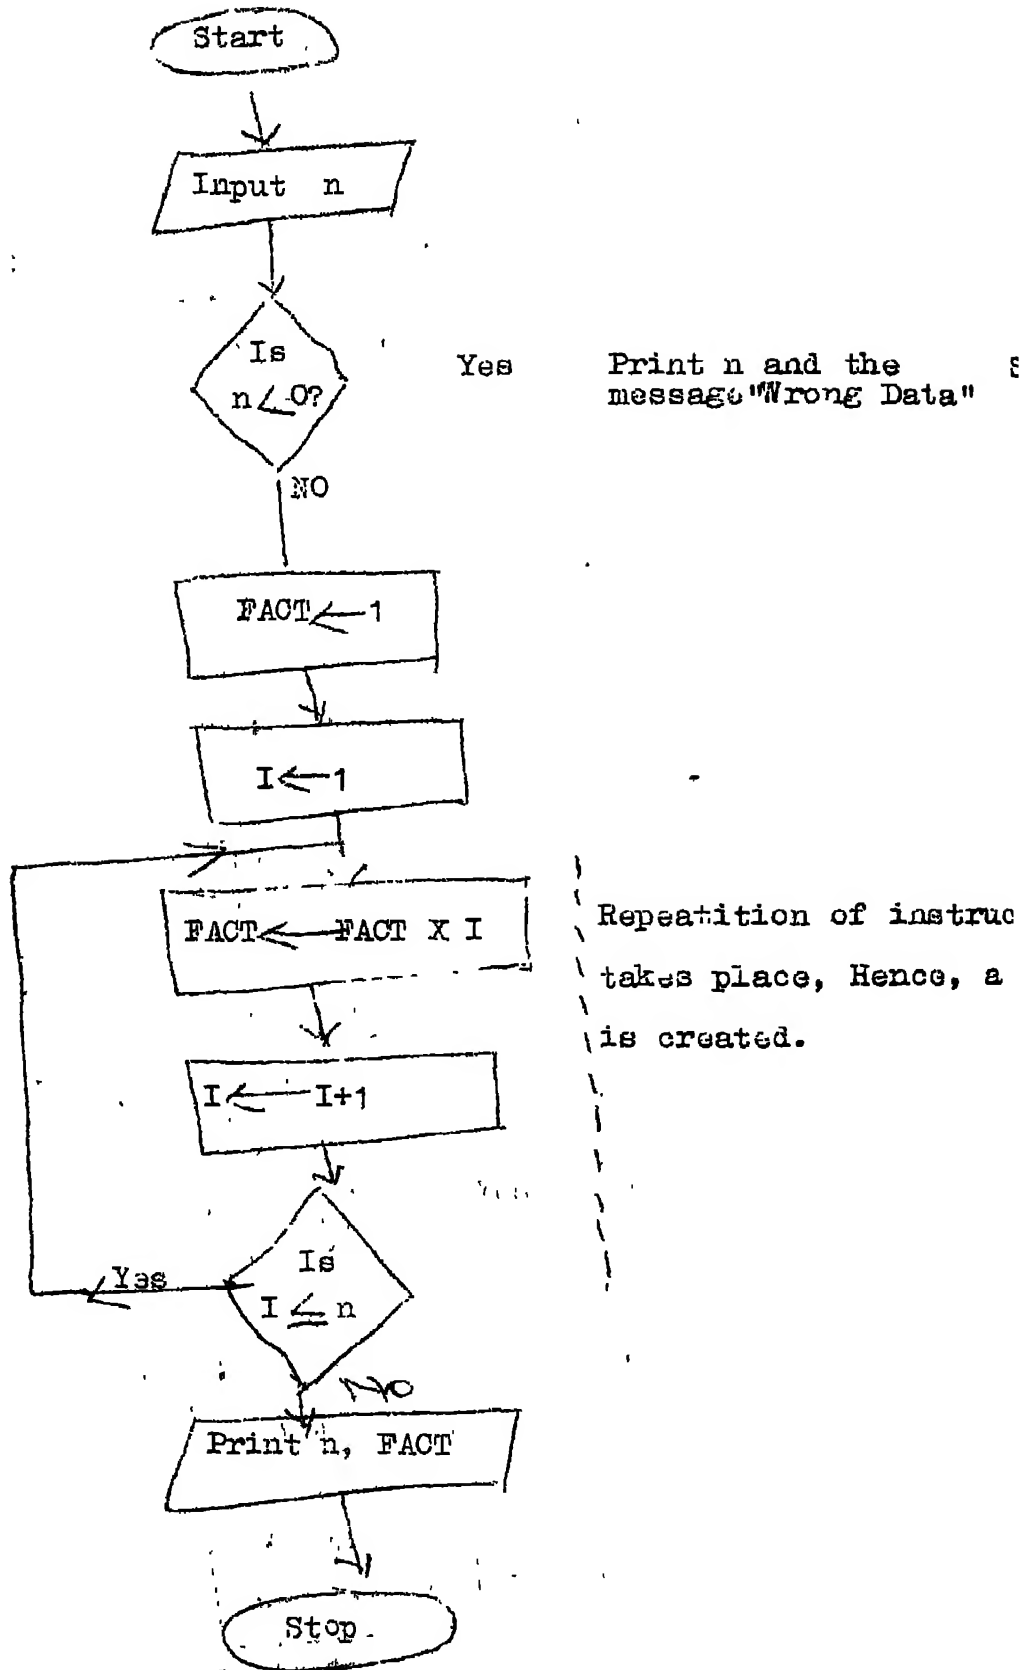 Start
Input n
Is
n<0?
Yes
Print n and the
message "Wrong Data"
NO
FACT ← 1
I ← 1
FACT ← FACT X I
Repeatition of instruc
takes place, Hence, a
is created.
I ← I+1
Is
I ≤ n
Yes
No
Print n, FACT
Stop